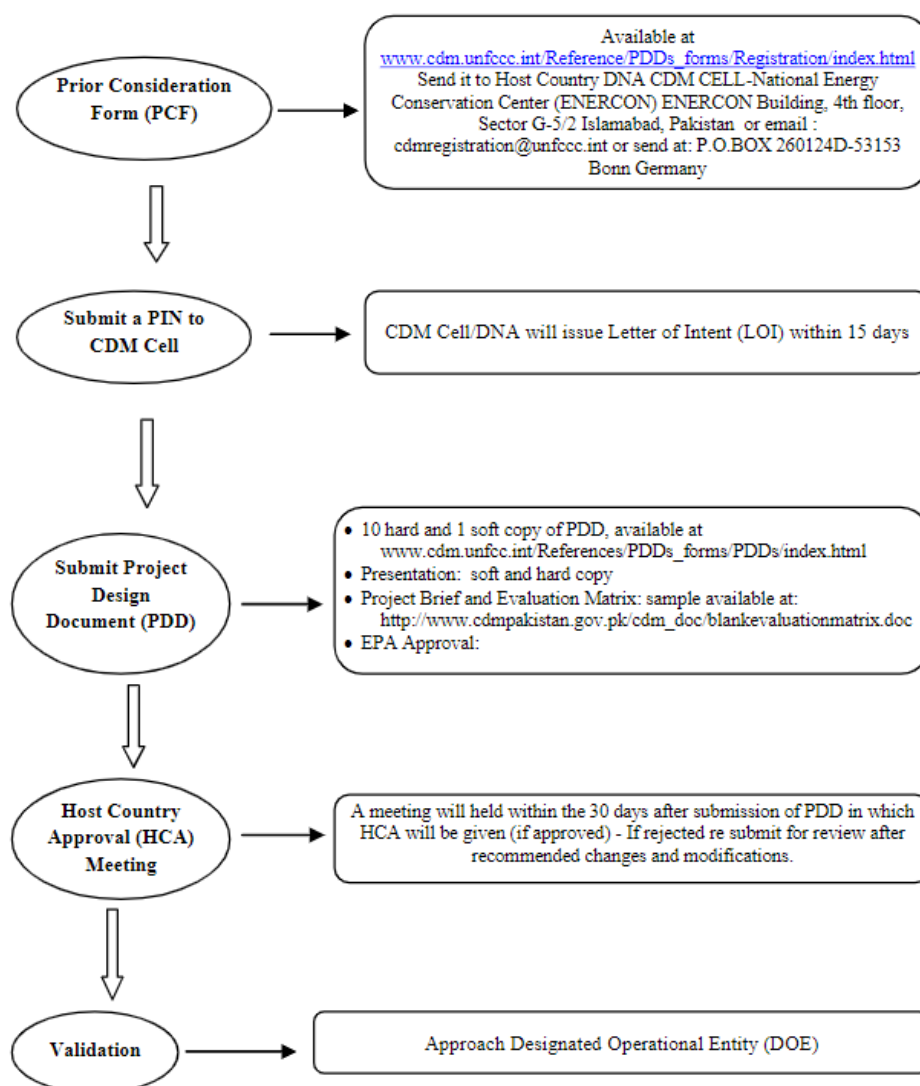 Prior Consideration
Form (PCF)
Available at
www.cdm.unfccc.int/Reference/PDDs_forms/Registration/index.html
Send it to Host Country DNA CDM CELL-National Energy
Conservation Center (ENERCON) ENERCON Building, 4th floor,
Sector G-5/2 Islamabad, Pakistan or email :
cdmregistration@unfccc.int or send at: P.O.BOX 260124D-53153
Bonn Germany
Submit a PIN to
CDM Cell
CDM Cell/DNA will issue Letter of Intent (LOI) within 15 days
Submit Project
Design
Document (PDD)
• 10 hard and 1 soft copy of PDD, available at
www.cdm.unfcc.int/References/PDDs_forms/PDDs/index.html
• Presentation: soft and hard copy
• Project Brief and Evaluation Matrix: sample available at:
http://www.cdmpakistan.gov.pk/cdm_doc/blankevaluationmatrix.doc
• EPA Approval:
Host Country
Approval (HCA)
Meeting
A meeting will held within the 30 days after submission of PDD in which
HCA will be given (if approved) - If rejected re submit for review after
recommended changes and modifications.
Validation
Approach Designated Operational Entity (DOE)